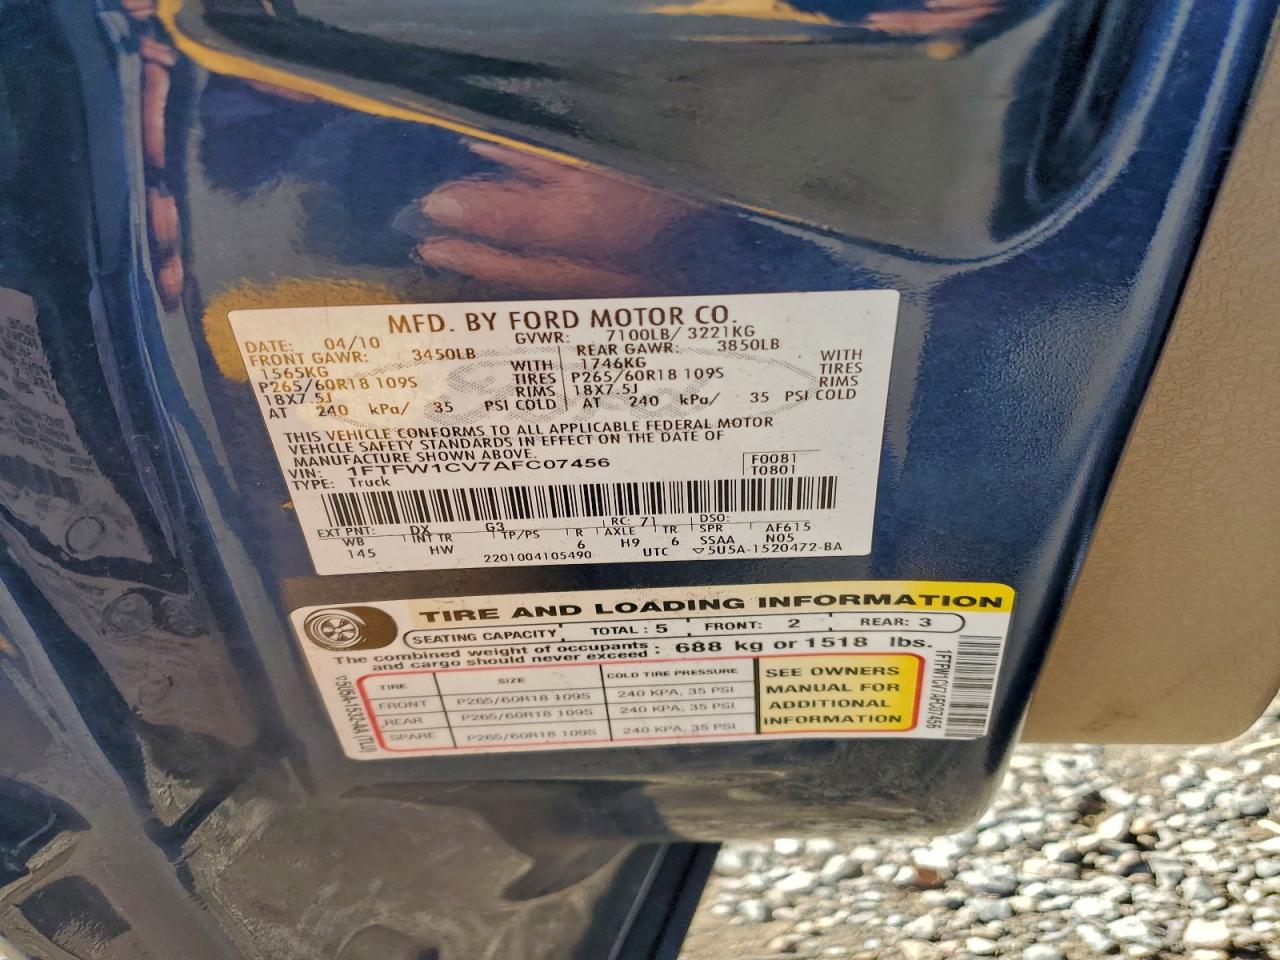 MFD. BY FORD MOTOR CO.
DATE: 04/10 GVWR: 7100LB/ 3221KG
FRONT GAWR: 3450LB REAR GAWR: 3850LB
1565KG WITH 1746KG WITH
P265/60R18 109S TIRES P265/60R18 109S TIRES
18X7.5J RIMS 18X7.5J RIMS
AT 240 kPa/ 35 PSI COLD AT 240 kPa/ 35 PSI COLD
THIS VEHICLE CONFORMS TO ALL APPLICABLE FEDERAL MOTOR
VEHICLE SAFETY STANDARDS IN EFFECT ON THE DATE OF
MANUFACTURE SHOWN ABOVE.
VIN: 1FTFW1CV7AFC07456 F0081
TYPE: Truck T0801
EXT PNT: DX G3 RC: 71 DSO: AF615
WB INT TR TP/PS R AXLE TR SPR N05
145 HW 6 H9 6 SSAA
2201004105490 UTC ▽5U5A-1520472-BA
TIRE AND LOADING INFORMATION
SEATING CAPACITY TOTAL : 5 FRONT: 2 REAR: 3
The combined weight of occupants and cargo should never exceed : 688 kg or 1518 lbs.
TIRE SIZE COLD TIRE PRESSURE
FRONT P265/60R18 109S 240 KPA, 35 PSI
REAR P265/60R18 109S 240 KPA, 35 PSI
SPARE P265/60R18 109S 240 KPA, 35 PSI
SEE OWNERS
MANUAL FOR
ADDITIONAL
INFORMATION
▽5U5A-1532-AA (TLU)
1FTFW1CV7AFC07456